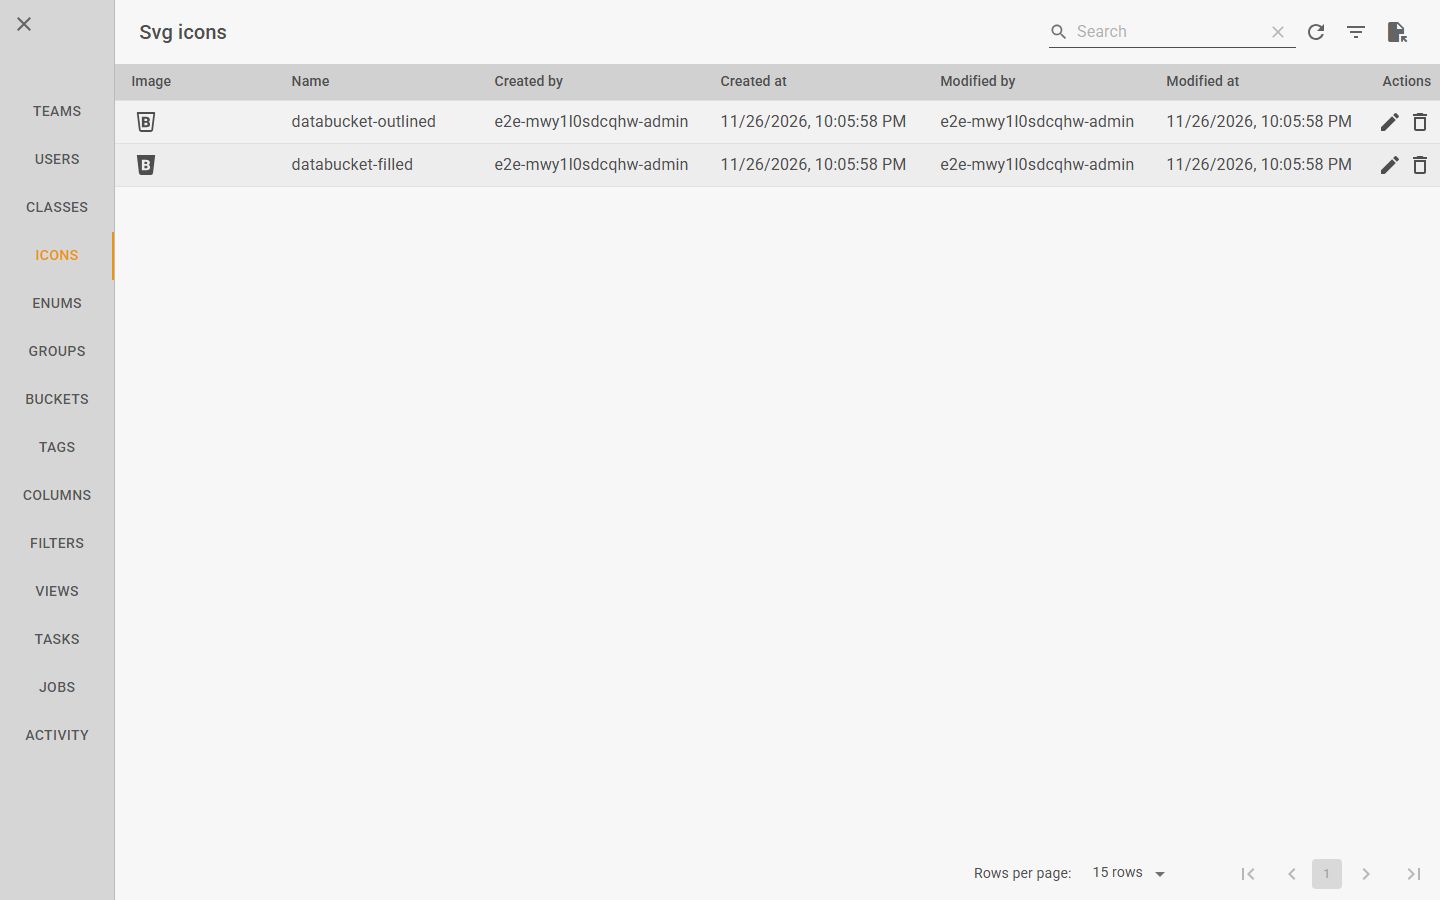 Svg icons
Search
Image Name Created by Created at Modified by Modified at Actions
B databucket-outlined e2e-mwy1l0sdcqhw-admin 11/26/2026, 10:05:58 PM e2e-mwy1l0sdcqhw-admin 11/26/2026, 10:05:58 PM
B databucket-filled e2e-mwy1l0sdcqhw-admin 11/26/2026, 10:05:58 PM e2e-mwy1l0sdcqhw-admin 11/26/2026, 10:05:58 PM
TEAMS
USERS
CLASSES
ICONS
ENUMS
GROUPS
BUCKETS
TAGS
COLUMNS
FILTERS
VIEWS
TASKS
JOBS
ACTIVITY
Rows per page: 15 rows 1